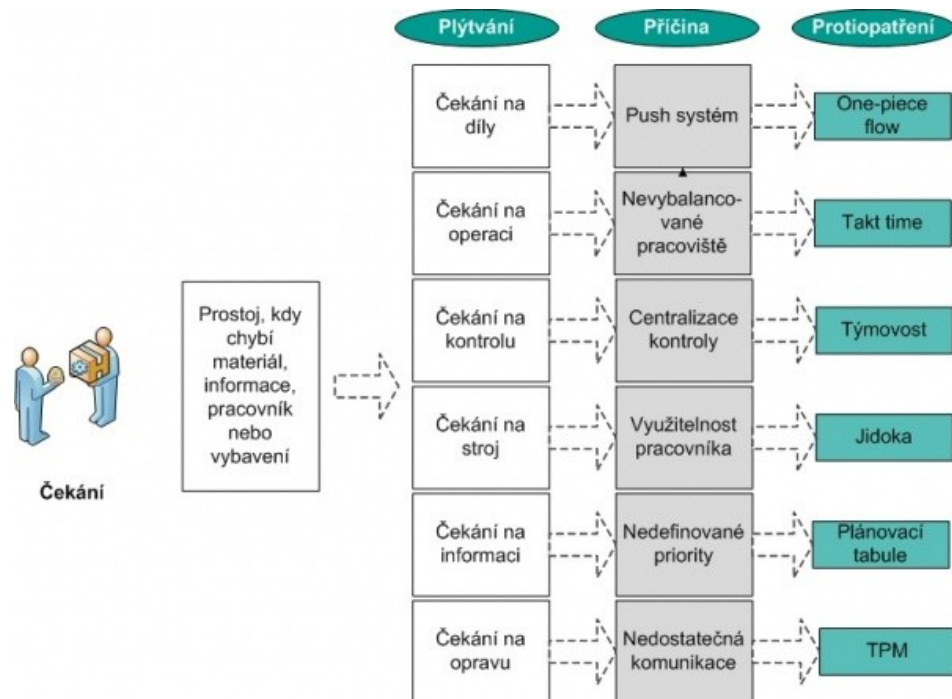 Plýtvání
Příčina
Protiopatření
Čekání na
díly
Push systém
One-piece
flow
Čekání na
operaci
Nevybalanco-
vané
pracoviště
Takt time
Prostoj, kdy
chybí
materiál,
informace,
pracovník
nebo
vybavení
Čekání
Čekání na
kontrolu
Centralizace
kontroly
Týmovost
Čekání na
stroj
Využitelnost
pracovníka
Jidoka
Čekání na
informaci
Nedefinované
priority
Plánovací
tabule
Čekání na
opravu
Nedostatečná
komunikace
TPM